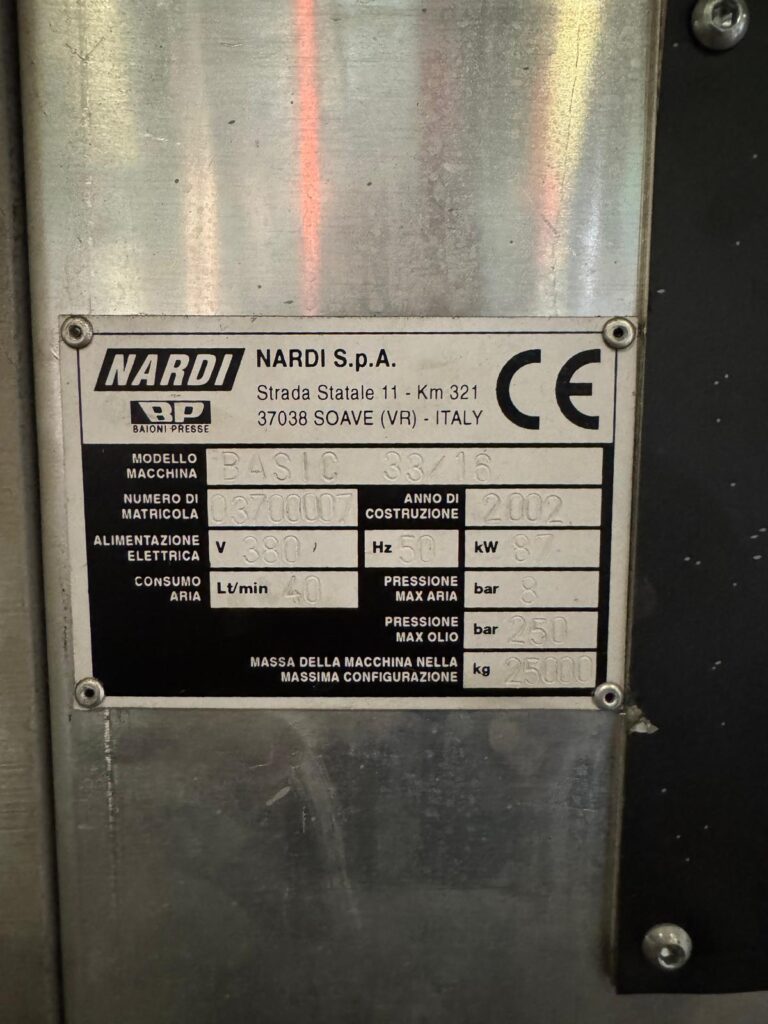 NARDI
BP
BAIONI PRESSE
NARDI S.p.A.
Strada Statale 11 - Km 321
37038 SOAVE (VR) - ITALY
CE
MODELLO MACCHINA BASIC 33/16
NUMERO DI MATRICOLA 03700007 ANNO DI COSTRUZIONE 2002
ALIMENTAZIONE ELETTRICA V 380 Hz 50 kW 87
CONSUMO ARIA Lt/min 40 PRESSIONE MAX ARIA bar 8
PRESSIONE MAX OLIO bar 250
MASSA DELLA MACCHINA NELLA MASSIMA CONFIGURAZIONE kg 25000